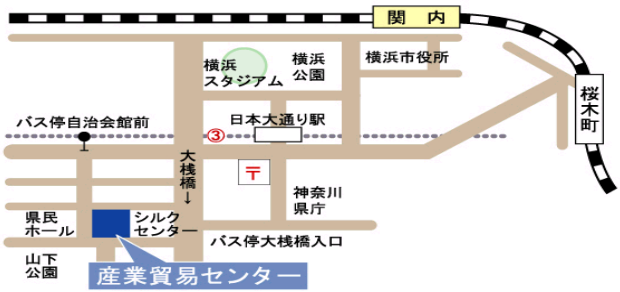 関内
桜木町
横浜
スタジアム
横浜
公園
横浜市役所
バス停自治会館前
③
日本大通り駅
大桟橋↓
〒
神奈川
県庁
県民
ホール
シルク
センター
バス停大桟橋入口
山下
公園
産業貿易センター